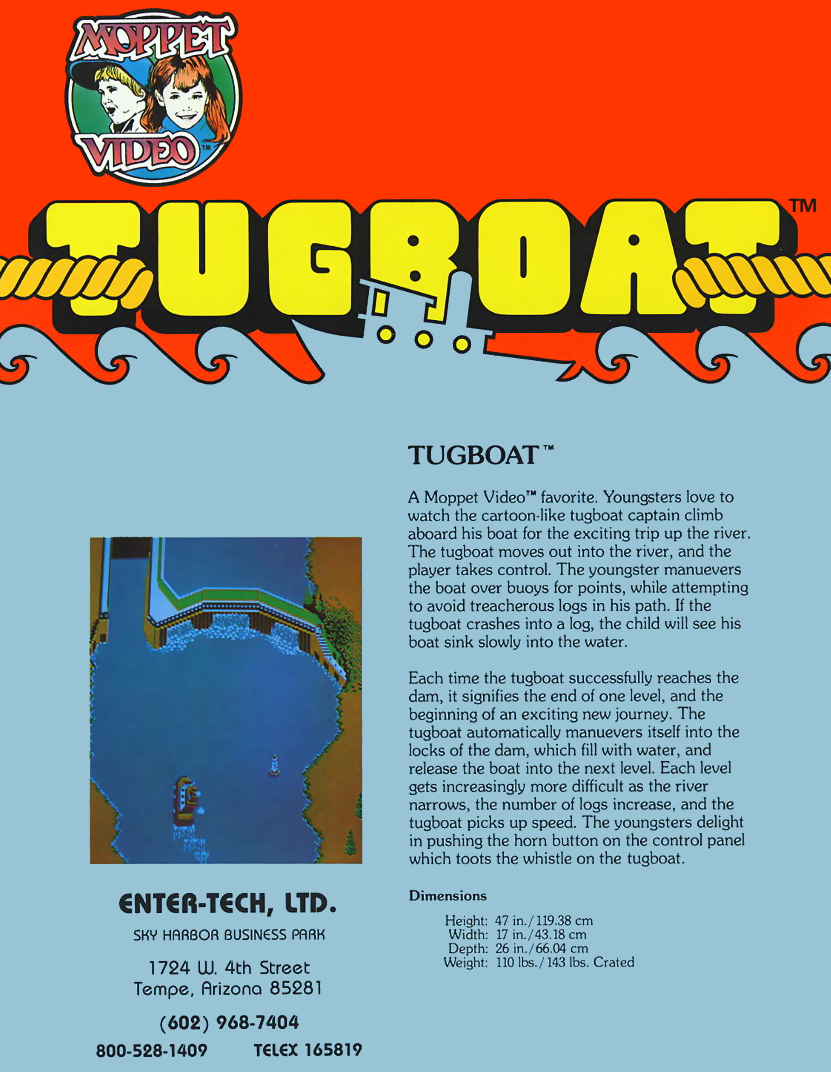 MOPPET
VIDEO™
TUGBOAT™
TUGBOAT™
A Moppet Video™ favorite. Youngsters love to
watch the cartoon-like tugboat captain climb
aboard his boat for the exciting trip up the river.
The tugboat moves out into the river, and the
player takes control. The youngster manuevers
the boat over buoys for points, while attempting
to avoid treacherous logs in his path. If the
tugboat crashes into a log, the child will see his
boat sink slowly into the water.
Each time the tugboat successfully reaches the
dam, it signifies the end of one level, and the
beginning of an exciting new journey. The
tugboat automatically manuevers itself into the
locks of the dam, which fill with water, and
release the boat into the next level. Each level
gets increasingly more difficult as the river
narrows, the number of logs increase, and the
tugboat picks up speed. The youngsters delight
in pushing the horn button on the control panel
which toots the whistle on the tugboat.
Dimensions
Height: 47 in./119.38 cm
Width: 17 in./43.18 cm
Depth: 26 in./66.04 cm
Weight: 110 lbs./143 lbs. Crated
ENTER-TECH, LTD.
SKY HARBOR BUSINESS PARK
1724 W. 4th Street
Tempe, Arizona 85281
(602) 968-7404
800-528-1409 TELEX 165819